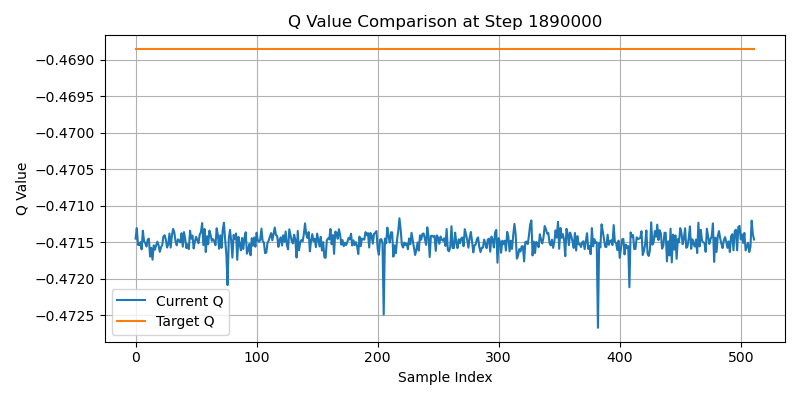 Q Value Comparison at Step 1890000
Q Value
−0.4690
−0.4695
−0.4700
−0.4705
−0.4710
−0.4715
−0.4720
−0.4725
Current Q
Target Q
0 100 200 300 400 500
Sample Index